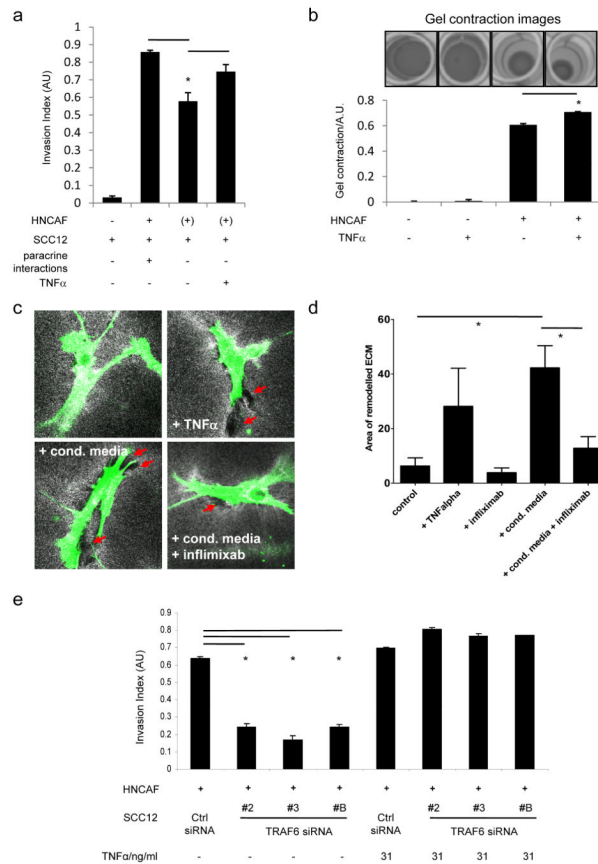 a
Invasion Index (AU)
1
0.9
0.8
0.7
0.6
0.5
0.4
0.3
0.2
0.1
0
*
HNCAF - + (+) (+)
SCC12 + + + +
paracrine
interactions - + - -
TNFα - - - +
b
Gel contraction images
Gel contraction/A.U.
0.8
0.6
0.4
0.2
0.0
*
HNCAF - - + +
TNFα - + - +
c
+ TNFα
+ cond. media
+ cond. media
+ inflimixab
d
Area of remodelled ECM
60
40
20
0
*
*
control
+ TNFalpha
+ infliximab
+ cond. media
+ cond. media + infliximab
e
Invasion Index (AU)
0.9
0.8
0.7
0.6
0.5
0.4
0.3
0.2
0.1
0
* * *
HNCAF + + + + + + + +
SCC12 Ctrl siRNA #2 #3 #B Ctrl siRNA #2 #3 #B
TRAF6 siRNA TRAF6 siRNA
TNFα/ng/ml - - - - 31 31 31 31